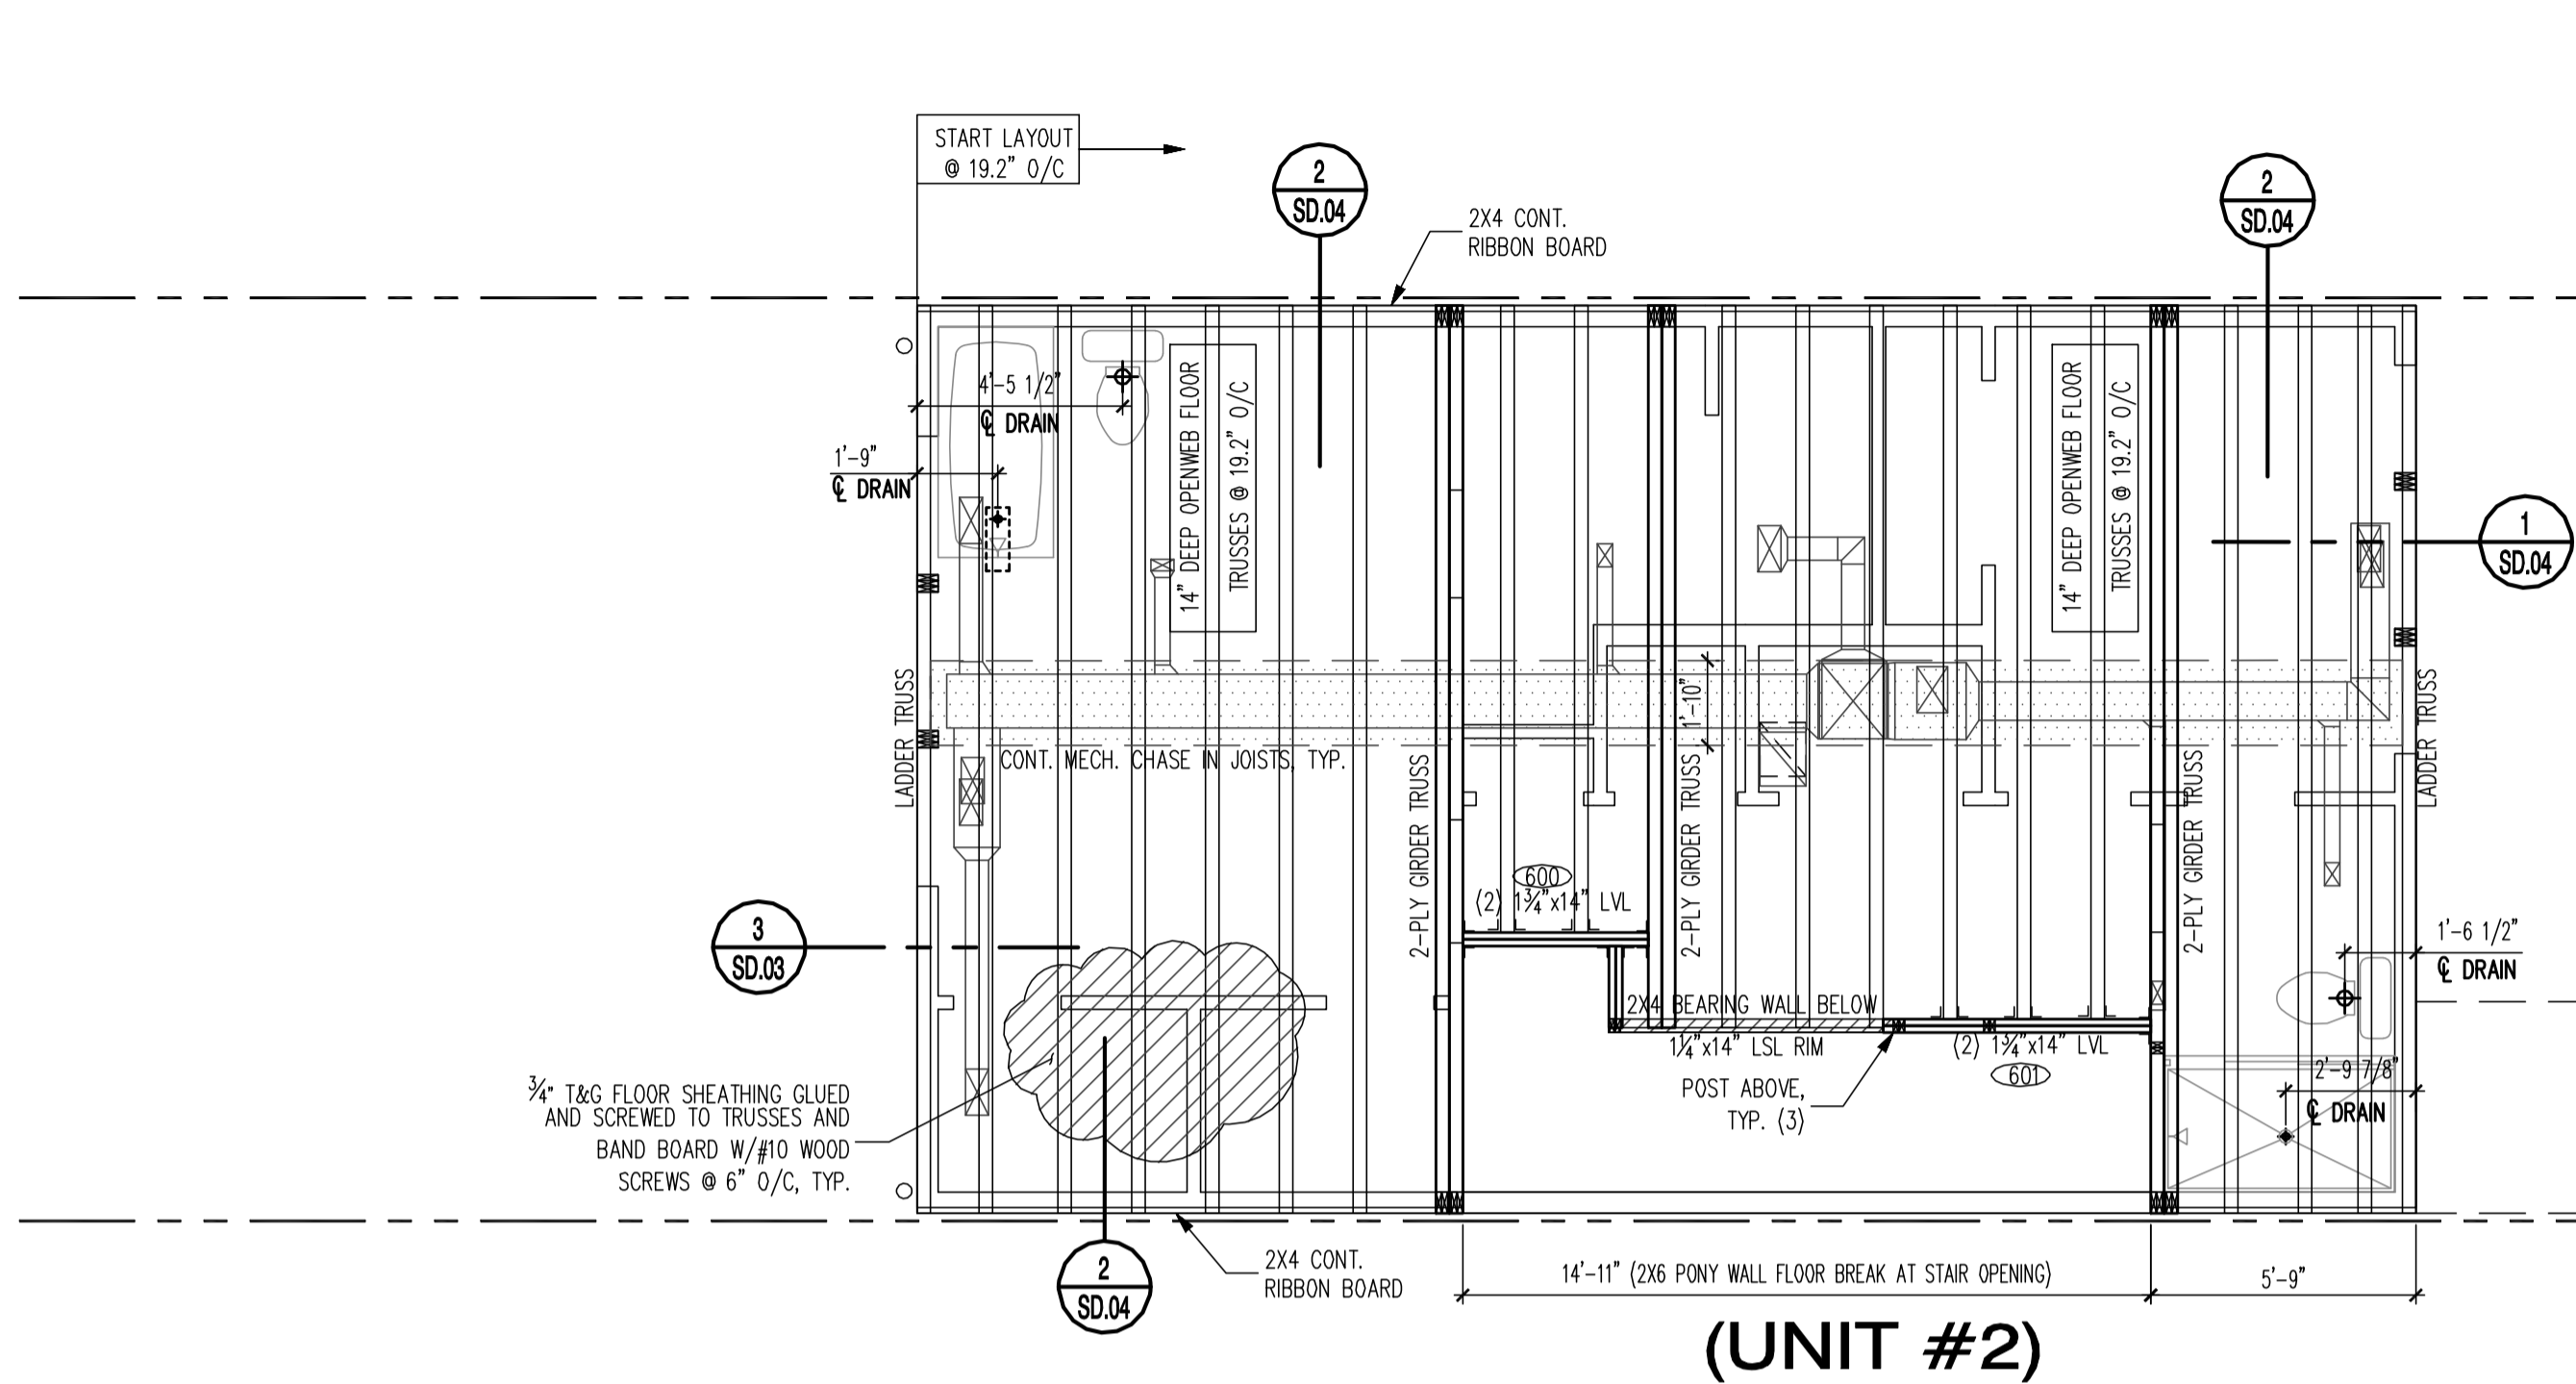 START LAYOUT
@ 19.2" O/C
2
SD.04
2X4 CONT.
RIBBON BOARD
2
SD.04
4'-5 1/2"
℄ DRAIN
1'-9"
℄ DRAIN
14" DEEP OPENWEB FLOOR
TRUSSES @ 19.2" O/C
14" DEEP OPENWEB FLOOR
TRUSSES @ 19.2" O/C
1
SD.04
LADDER TRUSS
CONT. MECH. CHASE IN JOISTS, TYP.
1'-10"
LADDER TRUSS
2-PLY GIRDER TRUSS
2-PLY GIRDER TRUSS
2-PLY GIRDER TRUSS
600
(2) 1¾"x14" LVL
3
SD.03
1'-6 1/2"
℄ DRAIN
2X4 BEARING WALL BELOW
1¼"x14" LSL RIM
(2) 1¾"x14" LVL
601
POST ABOVE,
TYP. (3)
2'-9 7/8"
℄ DRAIN
¾" T&G FLOOR SHEATHING GLUED
AND SCREWED TO TRUSSES AND
BAND BOARD W/#10 WOOD
SCREWS @ 6" O/C, TYP.
2
SD.04
2X4 CONT.
RIBBON BOARD
14'-11" (2X6 PONY WALL FLOOR BREAK AT STAIR OPENING)
5'-9"
(UNIT #2)